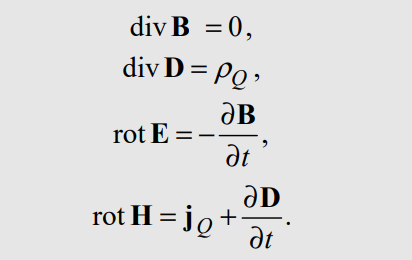 div B = 0,
div D = ρ_Q,
rot E = −∂B/∂t,
rot H = j_Q + ∂D/∂t.